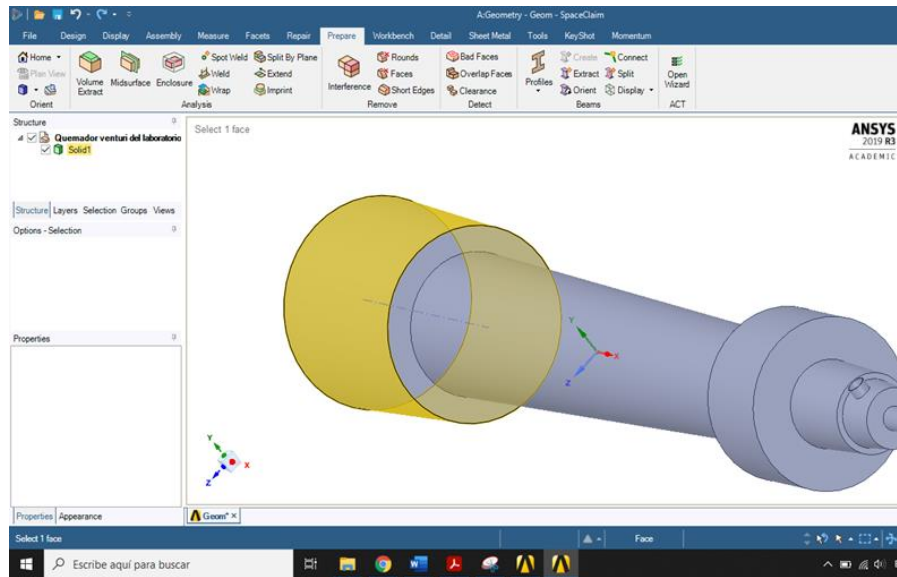 A:Geometry - Geom - SpaceClaim
File Design Display Assembly Measure Facets Repair Prepare Workbench Detail Sheet Metal Tools KeyShot Momentum
Home
Plan View
Orient
Volume Extract
Midsurface
Enclosure
Spot Weld
Split By Plane
Weld
Extend
Wrap
Imprint
Analysis
Interference
Rounds
Faces
Short Edges
Remove
Bad Faces
Overlap Faces
Clearance
Detect
Profiles
Create
Connect
Extract
Split
Orient
Display
Beams
Open
Wizard
ACT
Structure
Quemador venturi del laboratorio
Solid1
Structure Layers Selection Groups Views
Options - Selection
Properties
Properties Appearance
Select 1 face
ANSYS
2019 R3
ACADEMIC
Y
X
Z
Y
X
Z
Geom*
Select 1 face
Face
Escribe aquí para buscar